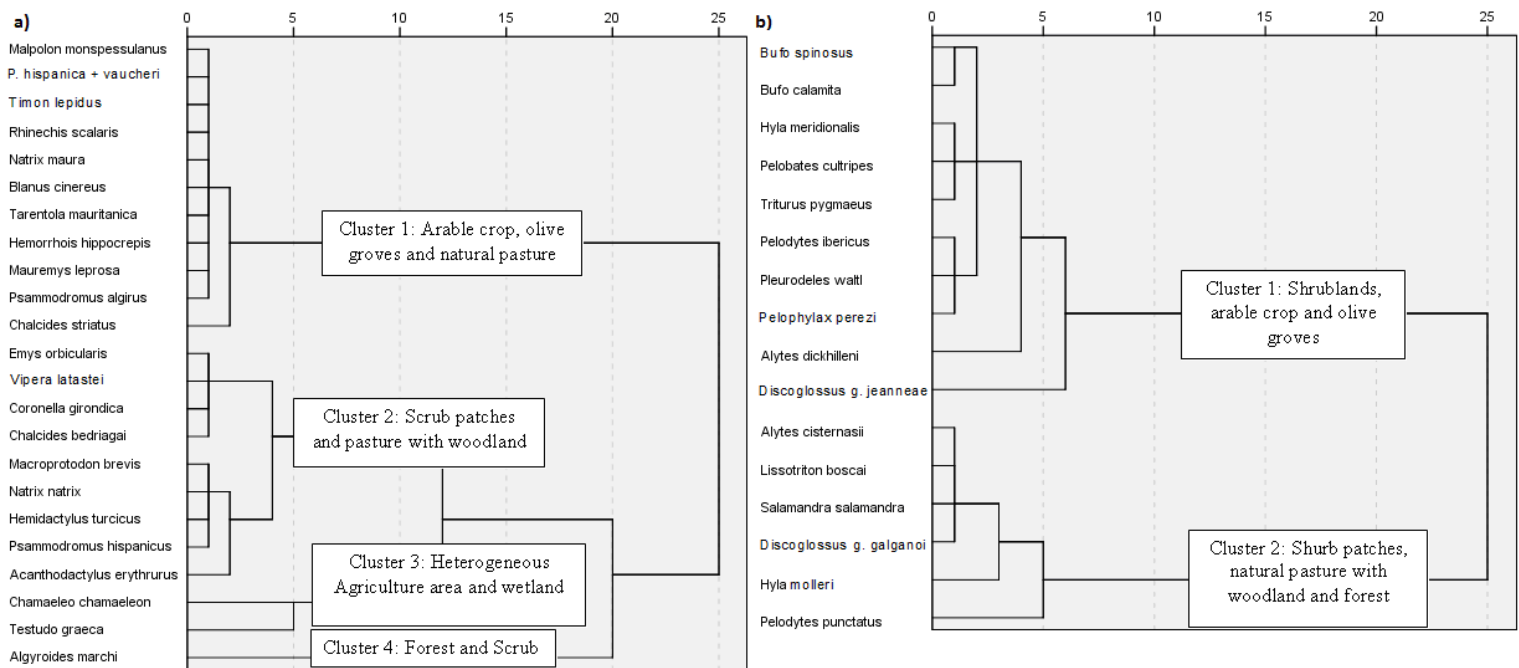 a)
0 5 10 15 20 25
Malpolon monspessulanus
P. hispanica + vaucheri
Timon lepidus
Rhinechis scalaris
Natrix maura
Blanus cinereus
Tarentola mauritanica
Hemorrhois hippocrepis
Mauremys leprosa
Psammodromus algirus
Chalcides striatus
Emys orbicularis
Vipera latastei
Coronella girondica
Chalcides bedriagai
Macroprotodon brevis
Natrix natrix
Hemidactylus turcicus
Psammodromus hispanicus
Acanthodactylus erythrurus
Chamaeleo chamaeleon
Testudo graeca
Algyroides marchi
Cluster 1: Arable crop, olive
groves and natural pasture
Cluster 2: Scrub patches
and pasture with woodland
Cluster 3: Heterogeneous
Agriculture area and wetland
Cluster 4: Forest and Scrub
b)
0 5 10 15 20 25
Bufo spinosus
Bufo calamita
Hyla meridionalis
Pelobates cultripes
Triturus pygmaeus
Pelodytes ibericus
Pleurodeles waltl
Pelophylax perezi
Alytes dickhilleni
Discoglossus g. jeanneae
Alytes cisternasii
Lissotriton boscai
Salamandra salamandra
Discoglossus g. galganoi
Hyla molleri
Pelodytes punctatus
Cluster 1: Shrublands,
arable crop and olive
groves
Cluster 2: Shurb patches,
natural pasture with
woodland and forest